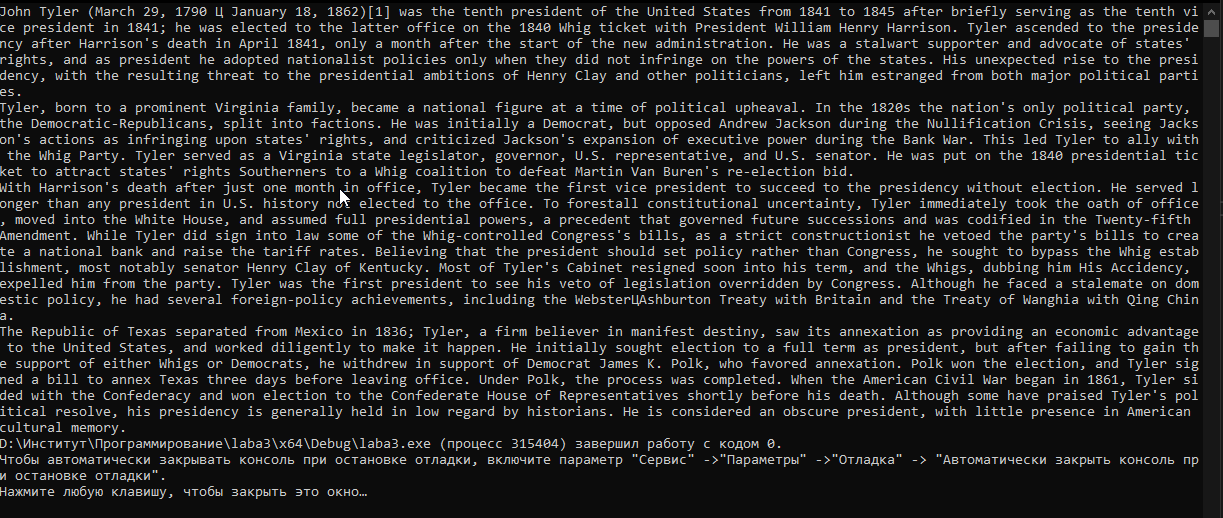 John Tyler (March 29, 1790 Ц January 18, 1862)[1] was the tenth president of the United States from 1841 to 1845 after briefly serving as the tenth vi
ce president in 1841; he was elected to the latter office on the 1840 Whig ticket with President William Henry Harrison. Tyler ascended to the preside
ncy after Harrison's death in April 1841, only a month after the start of the new administration. He was a stalwart supporter and advocate of states'
rights, and as president he adopted nationalist policies only when they did not infringe on the powers of the states. His unexpected rise to the presi
dency, with the resulting threat to the presidential ambitions of Henry Clay and other politicians, left him estranged from both major political parti
es.
Tyler, born to a prominent Virginia family, became a national figure at a time of political upheaval. In the 1820s the nation's only political party,
the Democratic-Republicans, split into factions. He was initially a Democrat, but opposed Andrew Jackson during the Nullification Crisis, seeing Jacks
on's actions as infringing upon states' rights, and criticized Jackson's expansion of executive power during the Bank War. This led Tyler to ally with
 the Whig Party. Tyler served as a Virginia state legislator, governor, U.S. representative, and U.S. senator. He was put on the 1840 presidential tic
ket to attract states' rights Southerners to a Whig coalition to defeat Martin Van Buren's re-election bid.
With Harrison's death after just one month in office, Tyler became the first vice president to succeed to the presidency without election. He served l
onger than any president in U.S. history not elected to the office. To forestall constitutional uncertainty, Tyler immediately took the oath of office
, moved into the White House, and assumed full presidential powers, a precedent that governed future successions and was codified in the Twenty-fifth
Amendment. While Tyler did sign into law some of the Whig-controlled Congress's bills, as a strict constructionist he vetoed the party's bills to crea
te a national bank and raise the tariff rates. Believing that the president should set policy rather than Congress, he sought to bypass the Whig estab
lishment, most notably senator Henry Clay of Kentucky. Most of Tyler's Cabinet resigned soon into his term, and the Whigs, dubbing him His Accidency,
expelled him from the party. Tyler was the first president to see his veto of legislation overridden by Congress. Although he faced a stalemate on dom
estic policy, he had several foreign-policy achievements, including the WebsterЦAshburton Treaty with Britain and the Treaty of Wanghia with Qing Chin
a.
The Republic of Texas separated from Mexico in 1836; Tyler, a firm believer in manifest destiny, saw its annexation as providing an economic advantage
 to the United States, and worked diligently to make it happen. He initially sought election to a full term as president, but after failing to gain th
e support of either Whigs or Democrats, he withdrew in support of Democrat James K. Polk, who favored annexation. Polk won the election, and Tyler sig
ned a bill to annex Texas three days before leaving office. Under Polk, the process was completed. When the American Civil War began in 1861, Tyler si
ded with the Confederacy and won election to the Confederate House of Representatives shortly before his death. Although some have praised Tyler's pol
itical resolve, his presidency is generally held in low regard by historians. He is considered an obscure president, with little presence in American
cultural memory.
D:\Институт\Программирование\laba3\x64\Debug\laba3.exe (процесс 315404) завершил работу с кодом 0.
Чтобы автоматически закрывать консоль при остановке отладки, включите параметр "Сервис" ->"Параметры" ->"Отладка" -> "Автоматически закрыть консоль пр
и остановке отладки".
Нажмите любую клавишу, чтобы закрыть это окно…